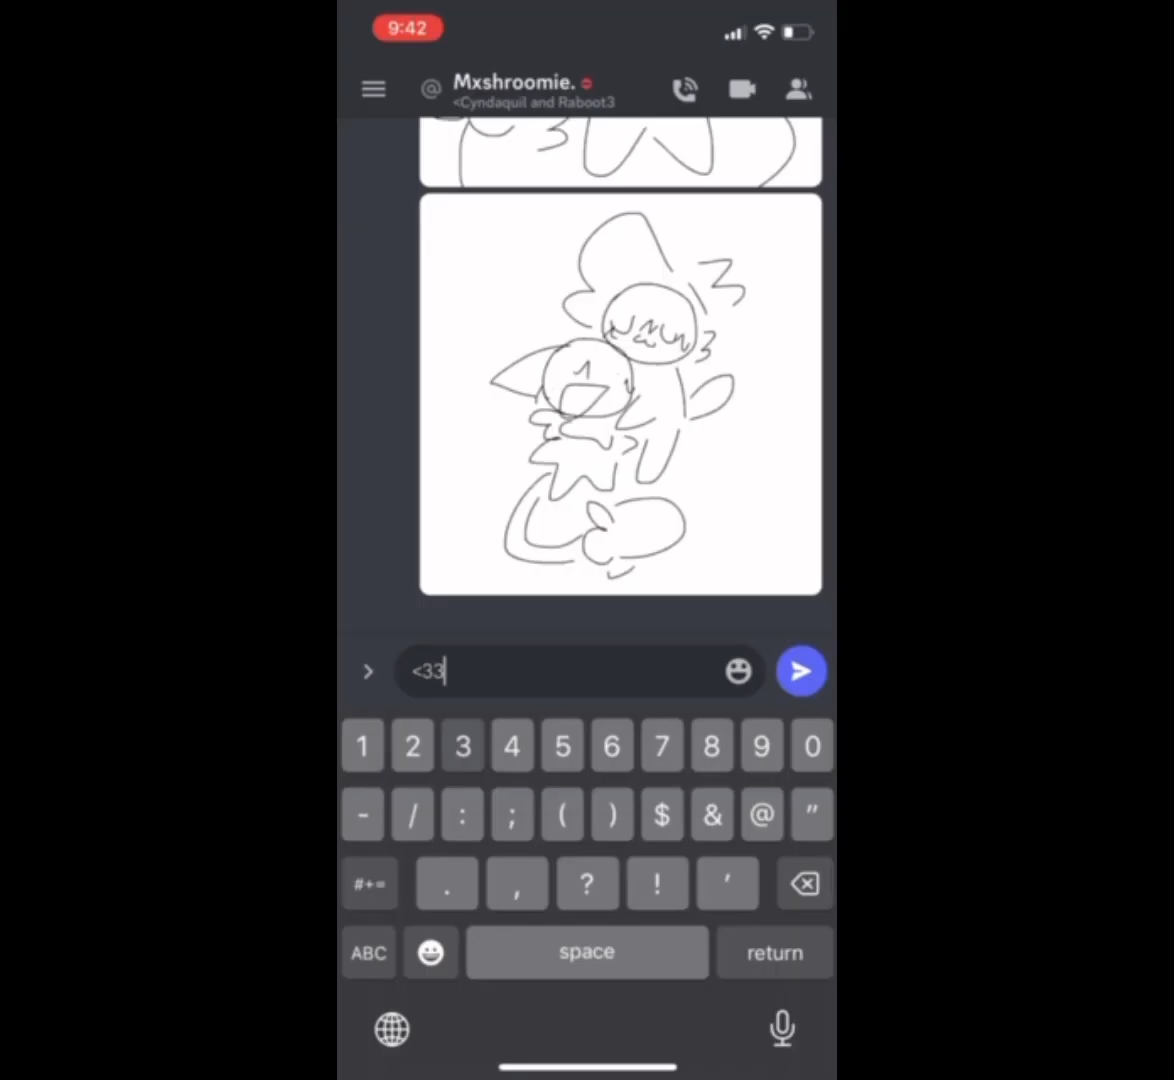 9:42
@ Mxshroomie.
<Cyndaquil and Raboot3
<33
1 2 3 4 5 6 7 8 9 0
- / : ; ( ) $ & @ "
#+= . , ? ! '
ABC space return